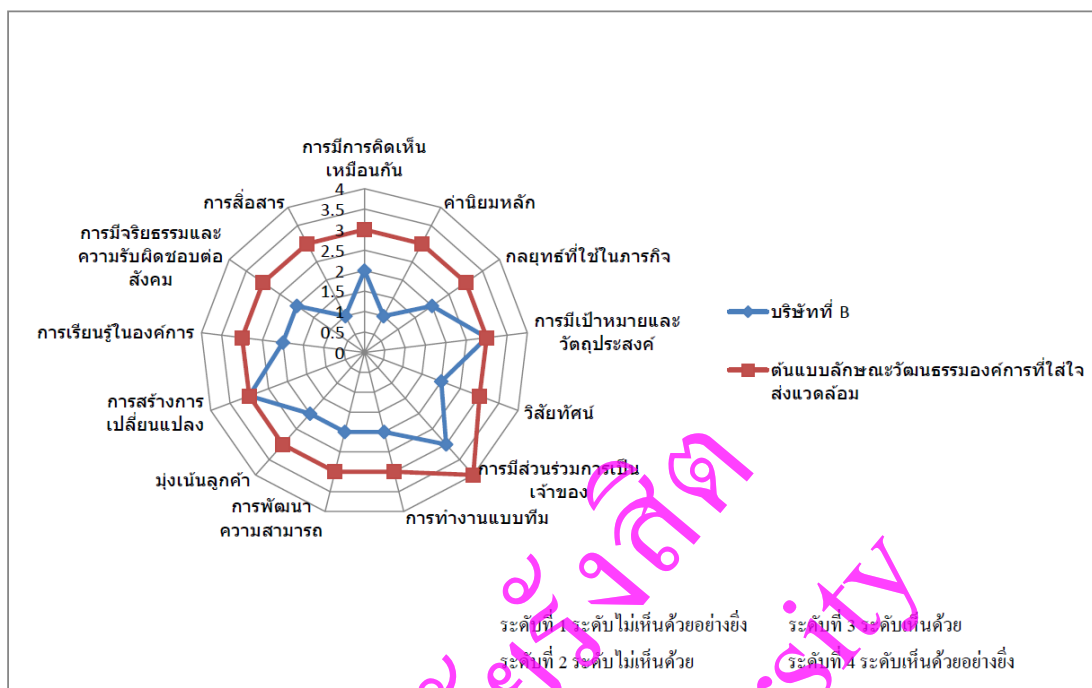 การมีการคิดเห็น
เหมือนกัน
ค่านิยมหลัก
กลยุทธ์ที่ใช้ในภารกิจ
การมีเป้าหมายและ
วัตถุประสงค์
วิสัยทัศน์
การมีส่วนร่วมการเป็น
เจ้าของ
การทำงานแบบทีม
การพัฒนา
ความสามารถ
มุ่งเน้นลูกค้า
การสร้างการ
เปลี่ยนแปลง
การเรียนรู้ในองค์การ
การมีจริยธรรมและ
ความรับผิดชอบต่อ
สังคม
การสื่อสาร
4
3.5
3
2.5
2
1.5
1
0.5
0
บริษัทที่ B
ต้นแบบลักษณะวัฒนธรรมองค์การที่ใส่ใจ
ส่งแวดล้อม
ระดับที่ 1 ระดับไม่เห็นด้วยอย่างยิ่ง ระดับที่ 3 ระดับเห็นด้วย
ระดับที่ 2 ระดับไม่เห็นด้วย ระดับที่ 4 ระดับเห็นด้วยอย่างยิ่ง